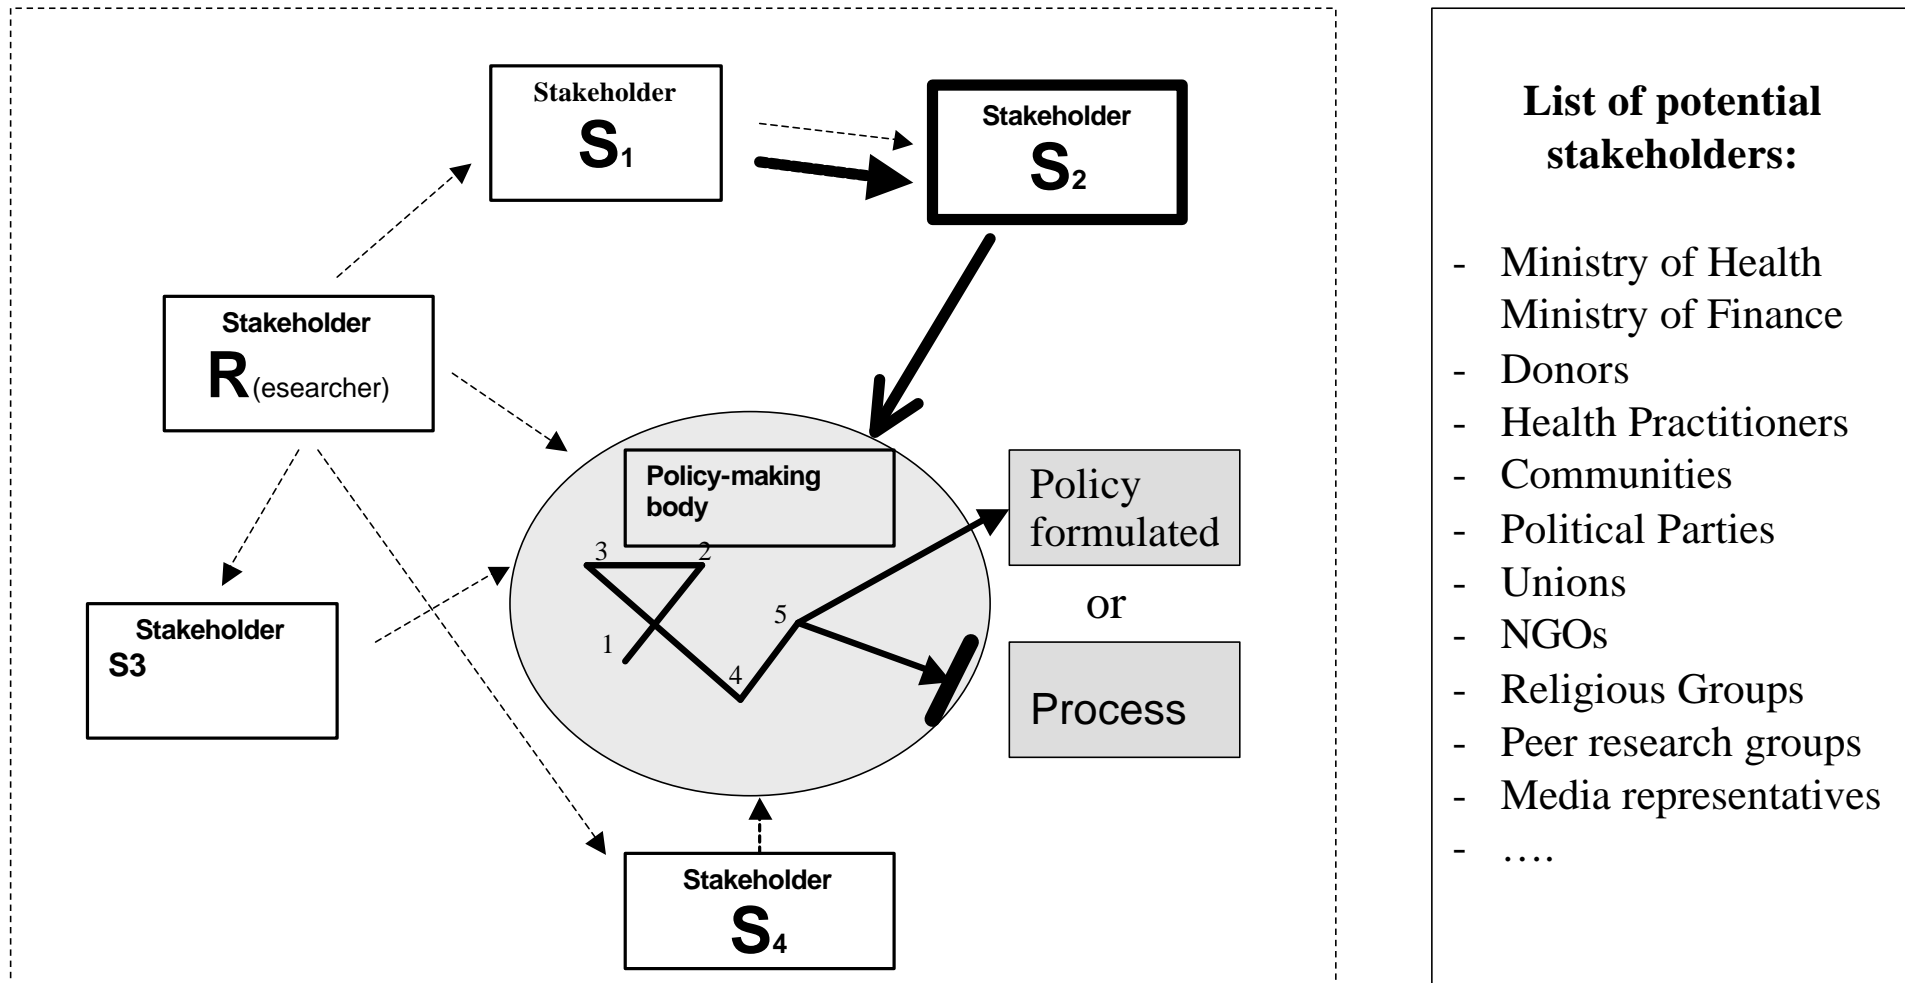 Stakeholder
S1
Stakeholder
S2
Stakeholder
R(esearcher)
Policy-making
body
3
2
1
4
5
Policy
formulated
or
Process
Stakeholder
S3
Stakeholder
S4
List of potential
stakeholders:
- Ministry of Health
Ministry of Finance
- Donors
- Health Practitioners
- Communities
- Political Parties
- Unions
- NGOs
- Religious Groups
- Peer research groups
- Media representatives
- ….